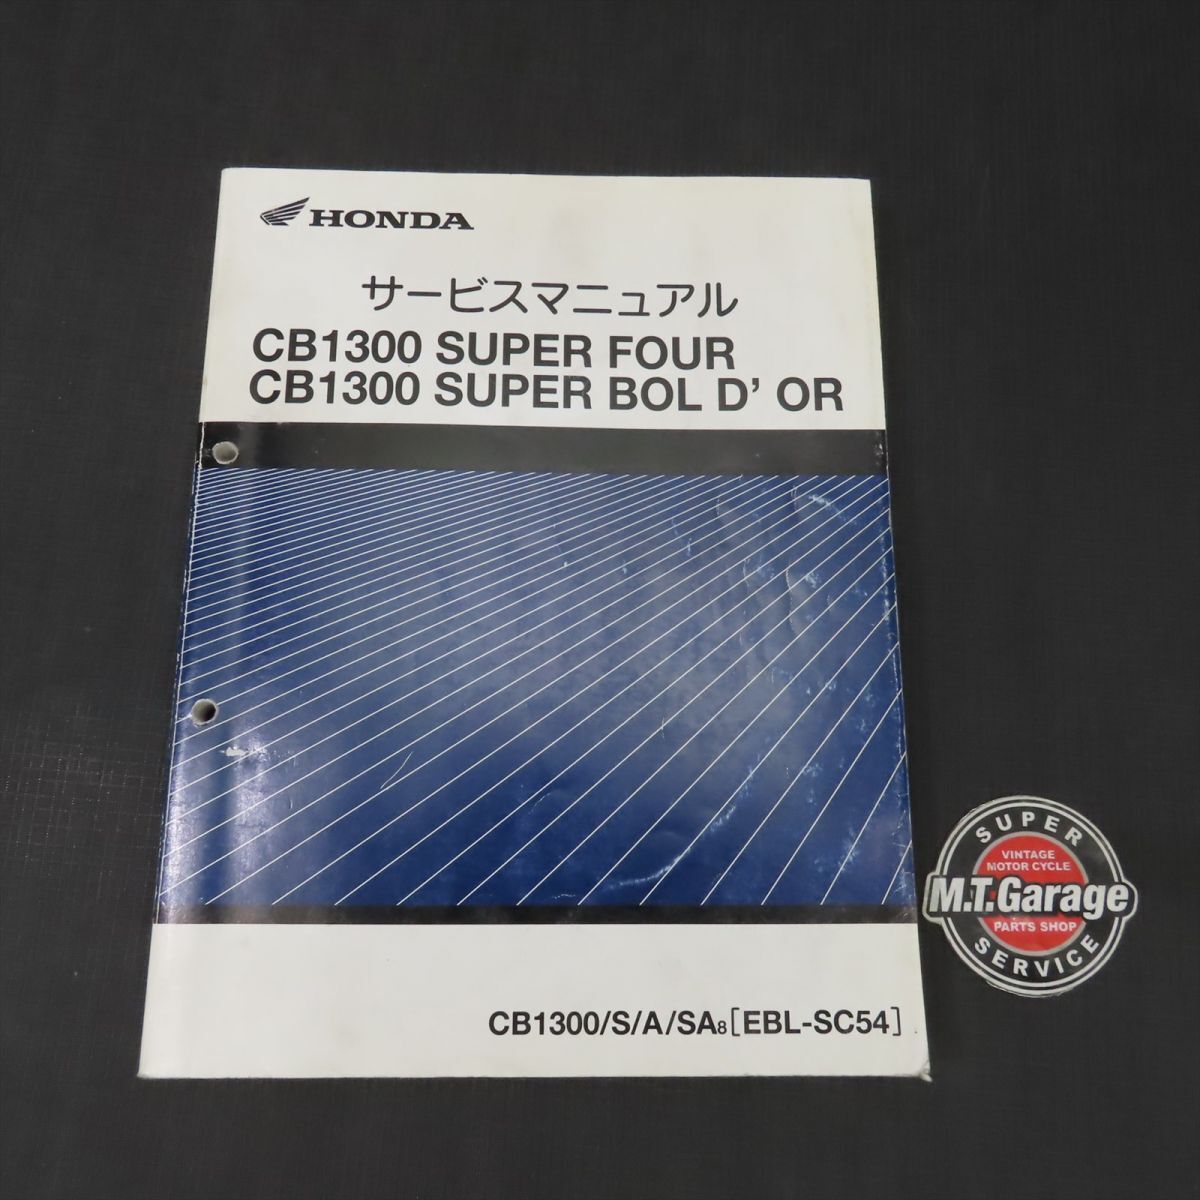 HONDA
サービスマニュアル
CB1300 SUPER FOUR
CB1300 SUPER BOL D' OR
CB1300/S/A/SA8[EBL-SC54]
SUPER
VINTAGE
MOTOR CYCLE
M.T.Garage
PARTS SHOP
SERVICE